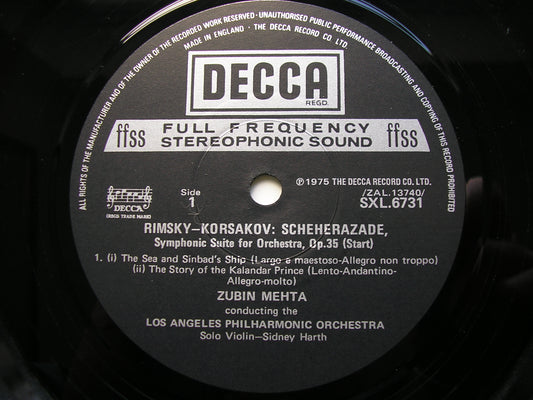 ALL RIGHTS OF THE MANUFACTURER AND OF THE OWNER OF THE RECORDED WORK RESERVED · UNAUTHORISED PUBLIC PERFORMANCE BROADCASTING AND COPYING OF THIS RECORD PROHIBITED
MADE IN ENGLAND · THE DECCA RECORD CO. LTD.
DECCA
REGD.
ffss FULL FREQUENCY ffss
STEREOPHONIC SOUND
DECCA
(REGD. TRADE MARK)
Side
1
℗1975 THE DECCA RECORD CO. LTD.
/ZAL.13740/
SXL.6731
RIMSKY–KORSAKOV: SCHEHERAZADE,
Symphonic Suite for Orchestra, Op.35 (Start)
1. (i) The Sea and Sinbad's Ship (Largo a maestoso-Allegro non troppo)
(ii) The Story of the Kalandar Prince (Lento-Andantino-
Allegro-molto)
ZUBIN MEHTA
conducting the
LOS ANGELES PHILHARMONIC ORCHESTRA
Solo Violin—Sidney Harth